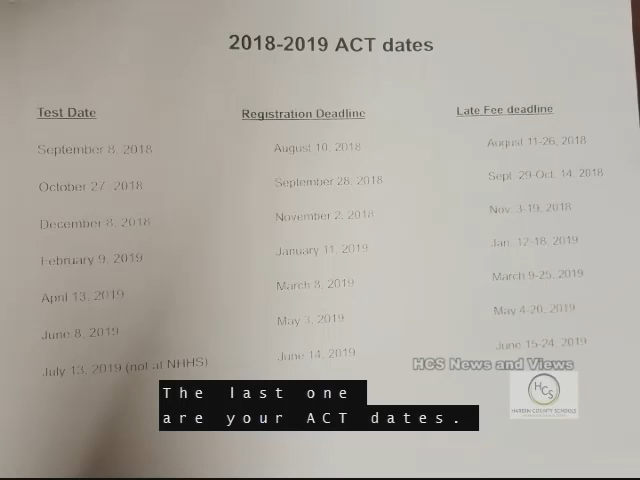 2018-2019 ACT dates
Test Date Registration Deadline Late Fee deadline
September 8, 2018 August 10, 2018 August 11-26, 2018
October 27, 2018 September 28, 2018 Sept. 29-Oct. 14, 2018
December 8, 2018 November 2, 2018 Nov. 3-19, 2018
February 9, 2019 January 11, 2019 Jan. 12-18, 2019
April 13, 2019 March 8, 2019 March 9-25, 2019
June 8, 2019 May 3, 2019 May 4-20, 2019
July 13, 2019 (not at NHHS) June 14, 2019 June 15-24, 2019
HCS News and Views
HCS
HARDIN COUNTY SCHOOLS
The last one
are your ACT dates.